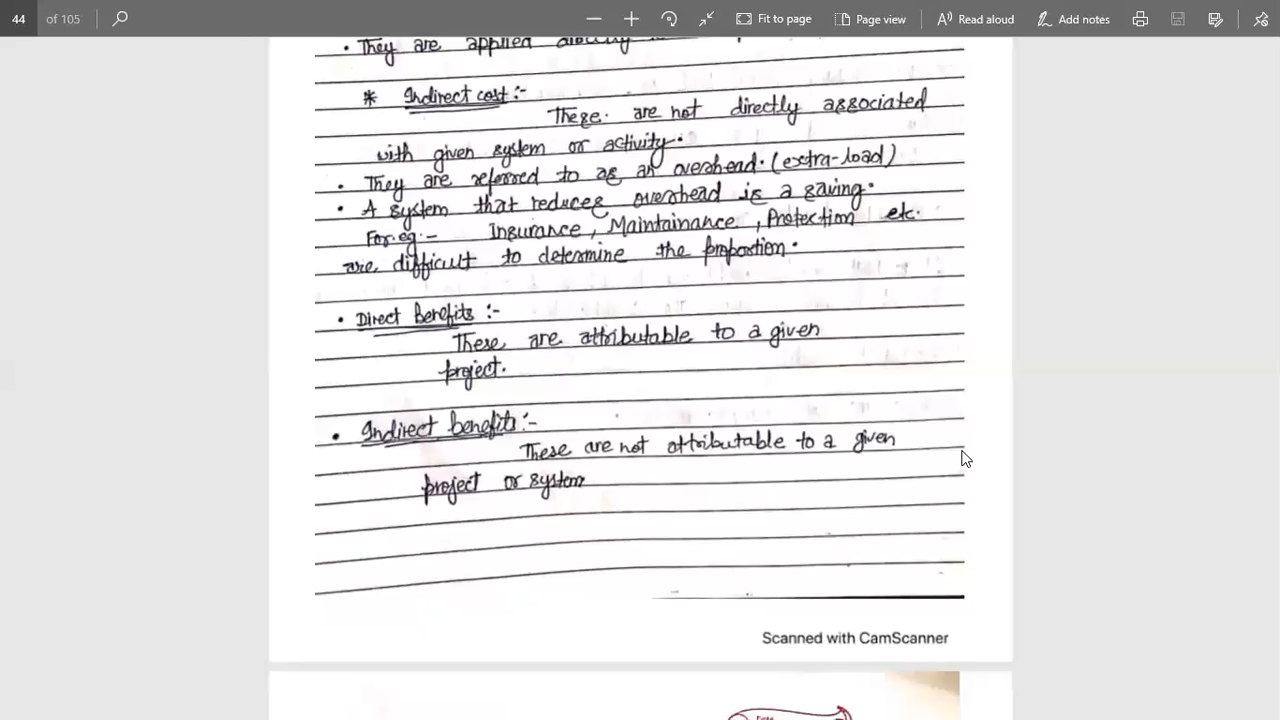 44 of 105 Fit to page Page view Read aloud Add notes
• They are applied directly
* Indirect cost :-
These. are not directly associated
with given system or activity.
• They are referred to as an overhead. (extra-load)
• A system that reduces overhead is a saving.
For.eg :- Insurance, Maintainance, Protection etc.
are difficult to determine the proportion.
• Direct benefits :-
These are attributable to a given
project.
• Indirect benefits :-
These are not attributable to a given
project or system
Scanned with CamScanner